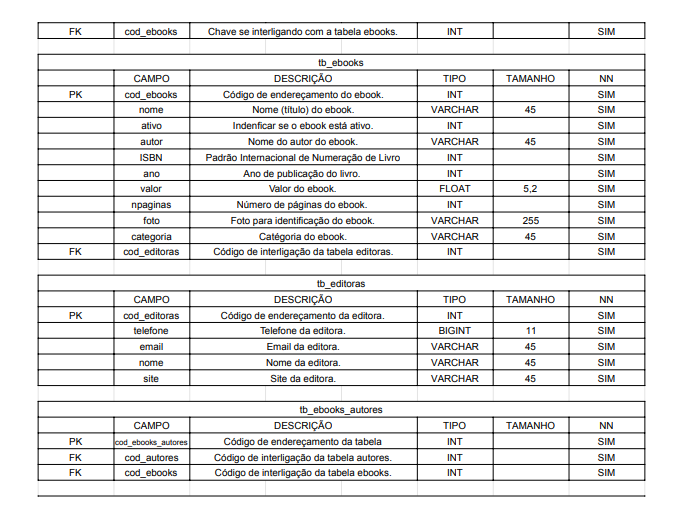 FK cod_ebooks Chave se interligando com a tabela ebooks. INT SIM
tb_ebooks
CAMPO DESCRIÇÃO TIPO TAMANHO NN
PK cod_ebooks Código de endereçamento do ebook. INT SIM
nome Nome (título) do ebook. VARCHAR 45 SIM
ativo Indenficar se o ebook está ativo. INT SIM
autor Nome do autor do ebook. VARCHAR 45 SIM
ISBN Padrão Internacional de Numeração de Livro INT SIM
ano Ano de publicação do livro. INT SIM
valor Valor do ebook. FLOAT 5,2 SIM
npaginas Número de páginas do ebook. INT SIM
foto Foto para identificação do ebook. VARCHAR 255 SIM
categoria Catégoria do ebook. VARCHAR 45 SIM
FK cod_editoras Código de interligação da tabela editoras. INT SIM
tb_editoras
CAMPO DESCRIÇÃO TIPO TAMANHO NN
PK cod_editoras Código de endereçamento da editora. INT SIM
telefone Telefone da editora. BIGINT 11 SIM
email Email da editora. VARCHAR 45 SIM
nome Nome da editora. VARCHAR 45 SIM
site Site da editora. VARCHAR 45 SIM
tb_ebooks_autores
CAMPO DESCRIÇÃO TIPO TAMANHO NN
PK cod_ebooks_autores Código de endereçamento da tabela INT SIM
FK cod_autores Código de interligação da tabela autores. INT SIM
FK cod_ebooks Código de interligação da tabela ebooks. INT SIM